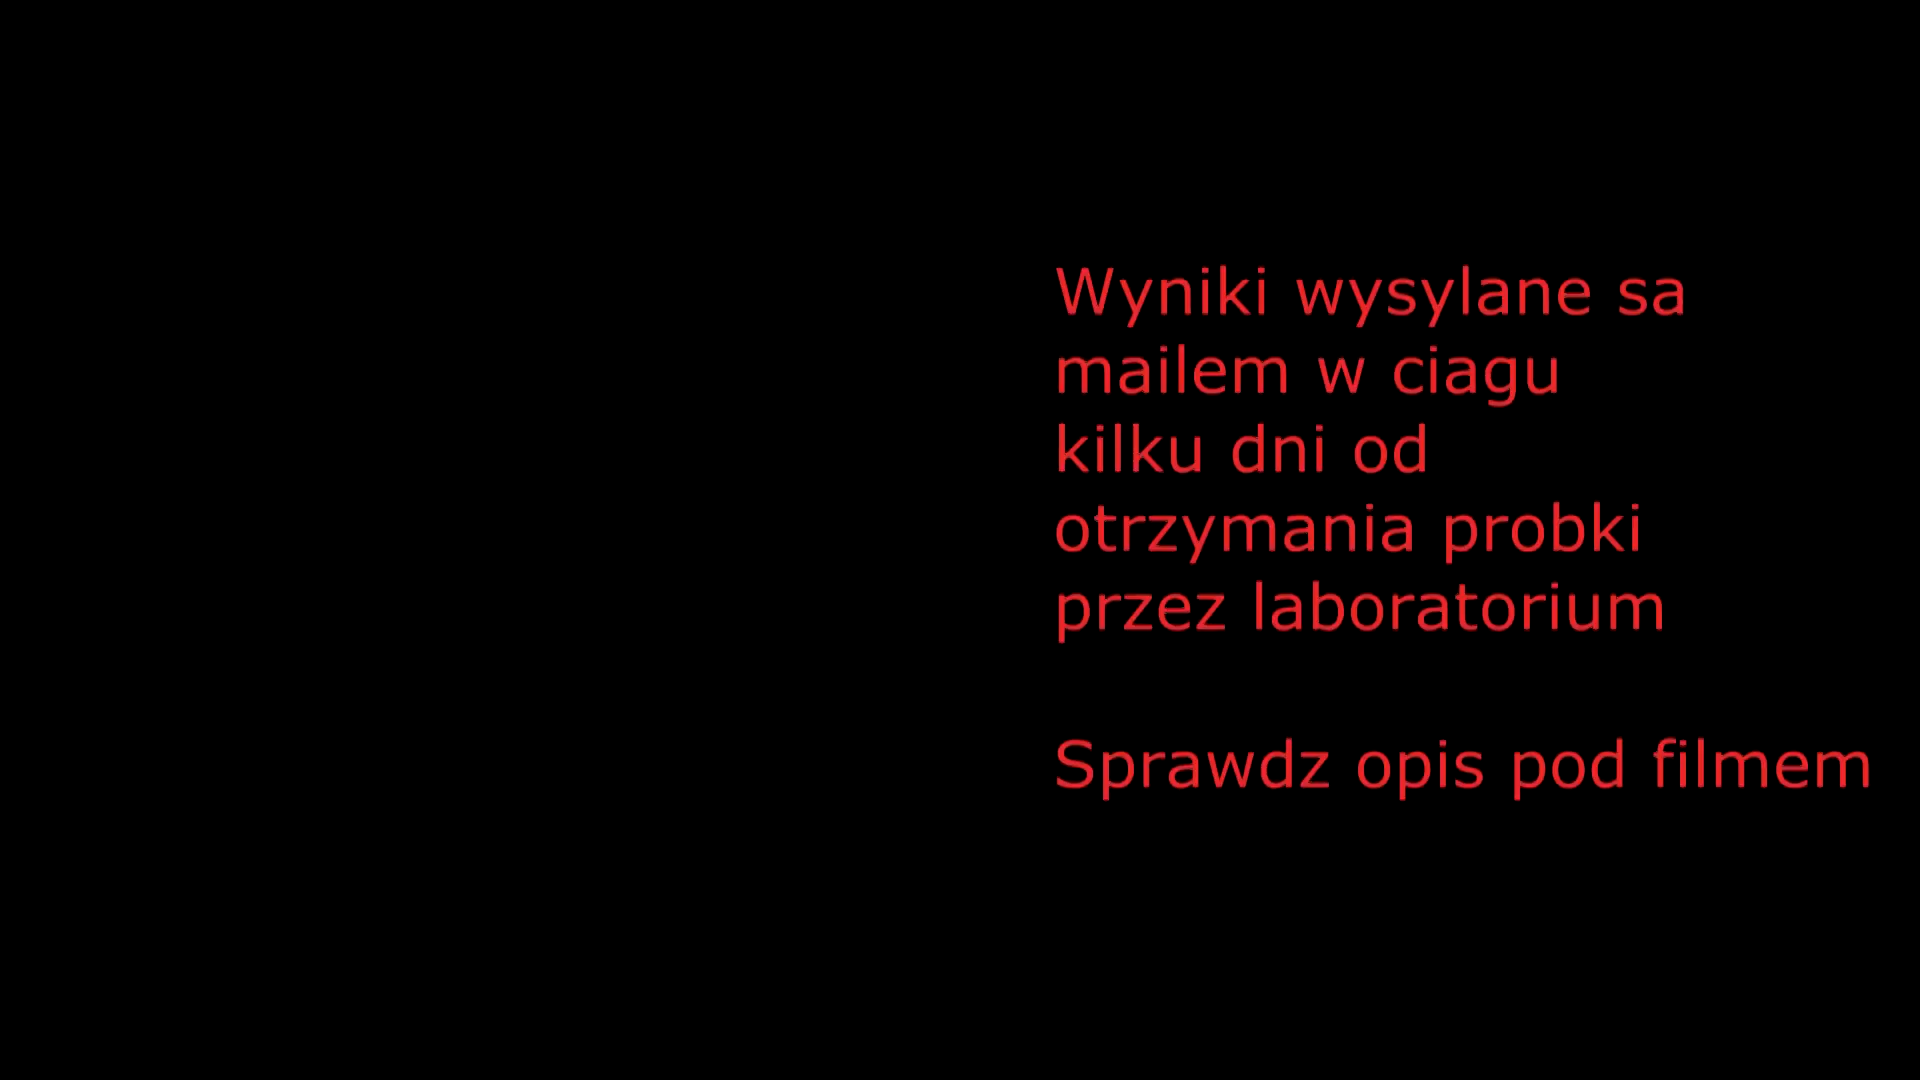 Wyniki wysylane sa
mailem w ciagu
kilku dni od
otrzymania probki
przez laboratorium
Sprawdz opis pod filmem